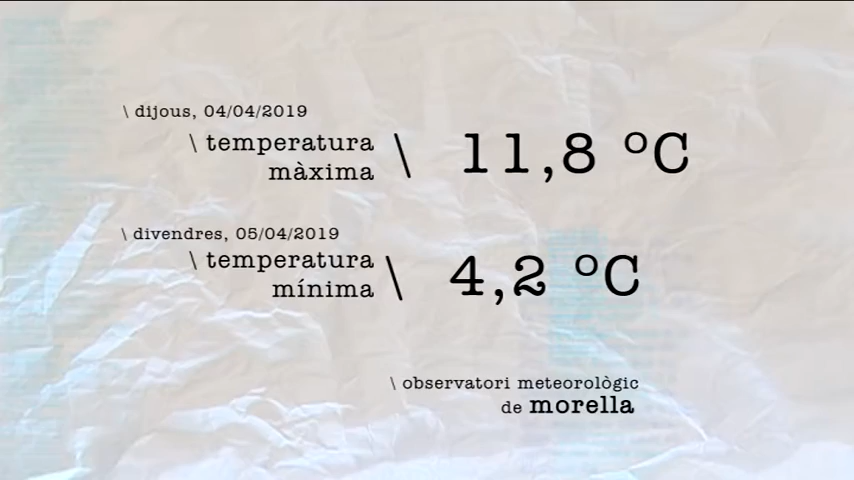 \ dijous, 04/04/2019
\ temperatura
màxima
\ 11,8 ºC
\ divendres, 05/04/2019
\ temperatura
mínima
\ 4,2 ºC
\ observatori meteorològic
de morella